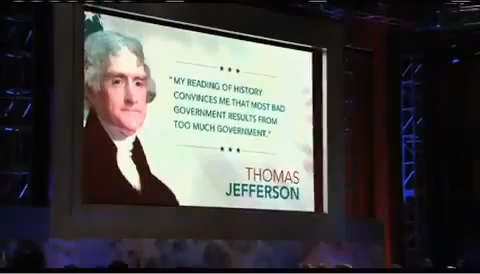 "MY READING OF HISTORY
CONVINCES ME THAT MOST BAD
GOVERNMENT RESULTS FROM
TOO MUCH GOVERNMENT."
THOMAS
JEFFERSON